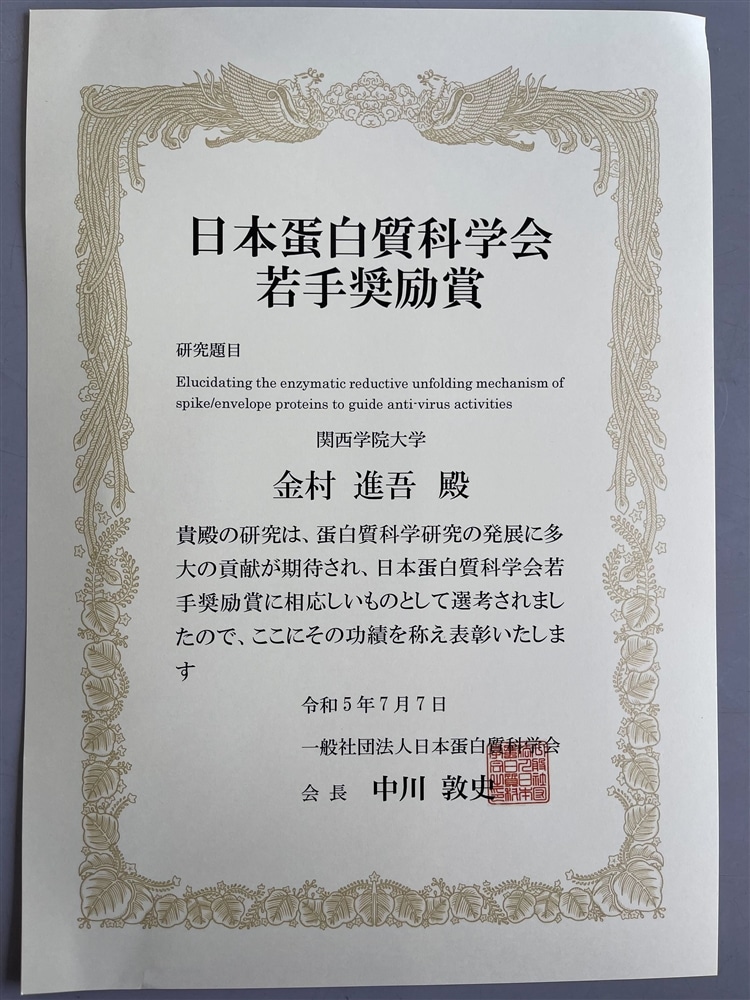 日本蛋白質科学会
若手奨励賞
研究題目
Elucidating the enzymatic reductive unfolding mechanism of
spike/envelope proteins to guide anti-virus activities
関西学院大学
金村 進吾 殿
貴殿の研究は、蛋白質科学研究の発展に多
大の貢献が期待され、日本蛋白質科学会若
手奨励賞に相応しいものとして選考されまし
たので、ここにその功績を称え表彰いたしま
す
令和5年7月7日
一般社団法人日本蛋白質科学会
会長 中川 敦史